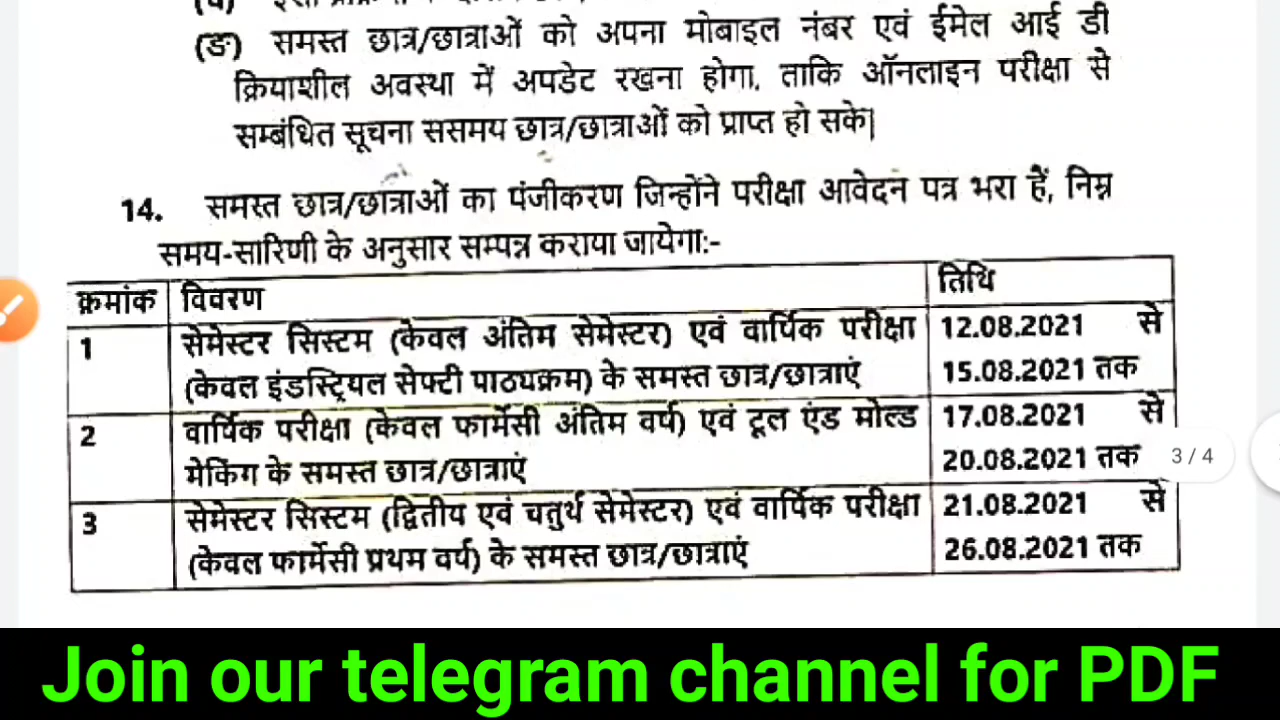 (ङ) समस्त छात्र/छात्राओं को अपना मोबाइल नंबर एवं ईमेल आई डी
क्रियाशील अवस्था में अपडेट रखना होगा, ताकि ऑनलाइन परीक्षा से
सम्बंधित सूचना ससमय छात्र/छात्राओं को प्राप्त हो सके|
14. समस्त छात्र/छात्राओं का पंजीकरण जिन्होंने परीक्षा आवेदन पत्र भरा हैं, निम्न
समय-सारिणी के अनुसार सम्पन्न कराया जायेगा:-
क्रमांक विवरण तिथि
1 सेमेस्टर सिस्टम (केवल अंतिम सेमेस्टर) एवं वार्षिक परीक्षा 12.08.2021 से
(केवल इंडस्ट्रियल सेफ्टी पाठ्यक्रम) के समस्त छात्र/छात्राएं 15.08.2021 तक
2 वार्षिक परीक्षा (केवल फार्मेसी अंतिम वर्ष) एवं टूल एंड मोल्ड 17.08.2021 से
मेकिंग के समस्त छात्र/छात्राएं 20.08.2021 तक
3 सेमेस्टर सिस्टम (द्वितीय एवं चतुर्थ सेमेस्टर) एवं वार्षिक परीक्षा 21.08.2021 से
(केवल फार्मेसी प्रथम वर्ष) के समस्त छात्र/छात्राएं 26.08.2021 तक
3 / 4
Join our telegram channel for PDF